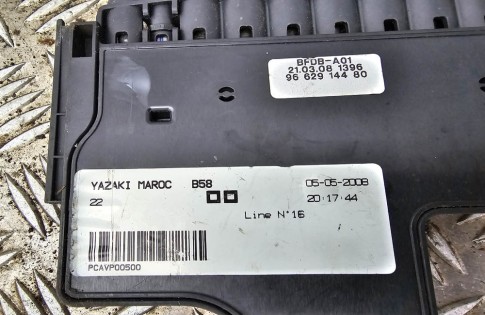 BFDB-A01
21.03.08 1396
96 629 144 80
YAZAKI MAROC B58 05-05-2008
22 20:17:44
Line N°16
PCAVP00500